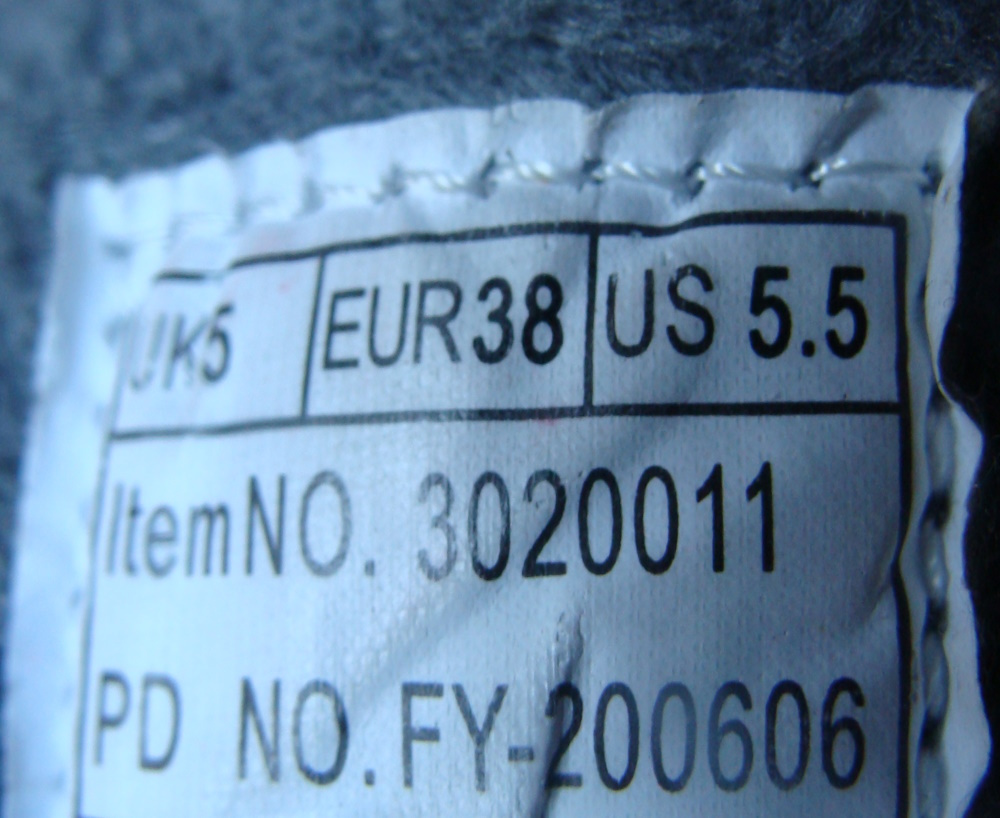 UK5 EUR38 US 5.5
Item NO. 3020011
PD NO. FY-200606